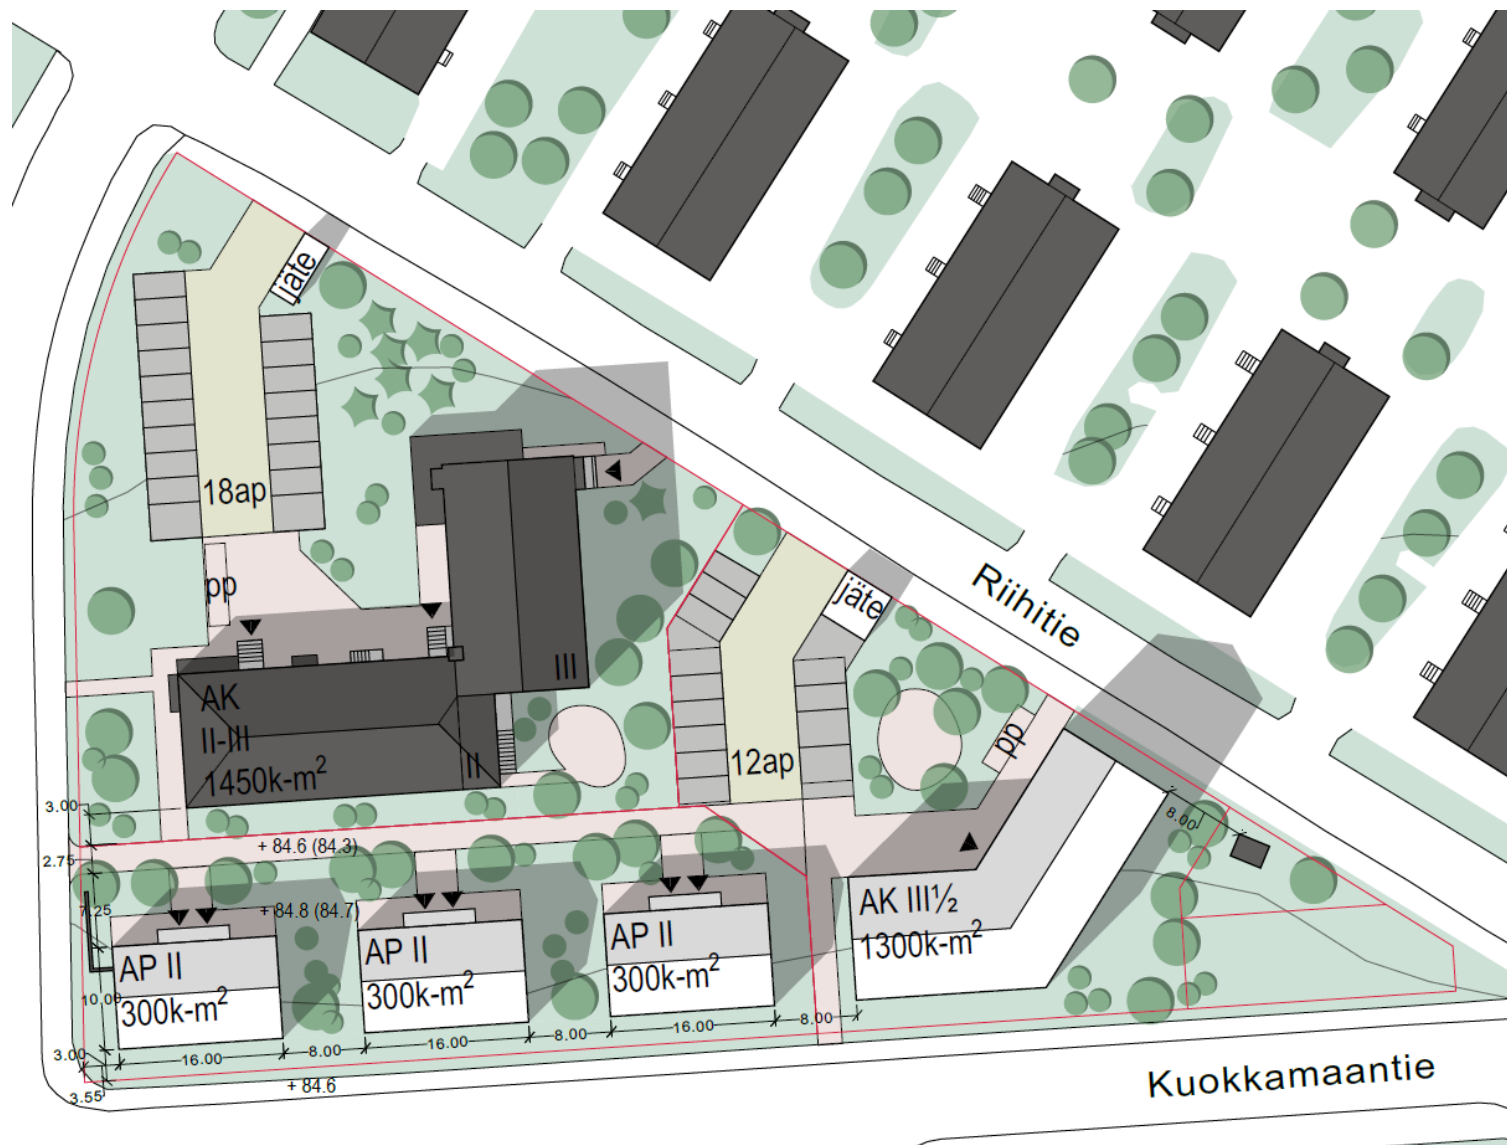 jäte
18ap
pp
Riihitie
jäte
III
AK
II-III
1450k-m²
II
12ap
pp
8.00
3.00
+ 84.6 (84.3)
2.75
7.25
+ 84.8 (84.7)
AP II
300k-m²
AP II
300k-m²
AP II
300k-m²
AK III½
1300k-m²
10.00
16.00
8.00
16.00
8.00
16.00
8.00
3.00
3.55
+ 84.6
Kuokkamaantie